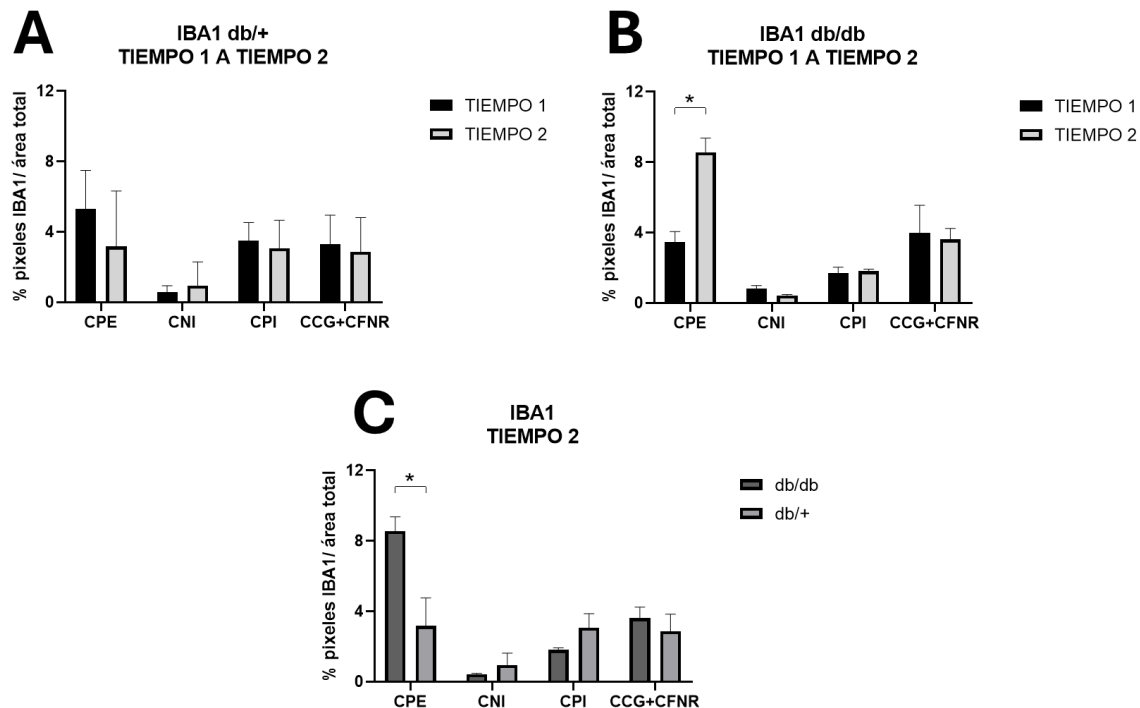 A
IBA1 db/+
TIEMPO 1 A TIEMPO 2
% pixeles IBA1/ área total
12
8
4
0
CPE
CNI
CPI
CCG+CFNR
TIEMPO 1
TIEMPO 2
B
IBA1 db/db
TIEMPO 1 A TIEMPO 2
% pixeles IBA1/ área total
12
8
4
0
*
CPE
CNI
CPI
CCG+CFNR
TIEMPO 1
TIEMPO 2
C
IBA1
TIEMPO 2
% pixeles IBA1/ área total
12
8
4
0
*
CPE
CNI
CPI
CCG+CFNR
db/db
db/+